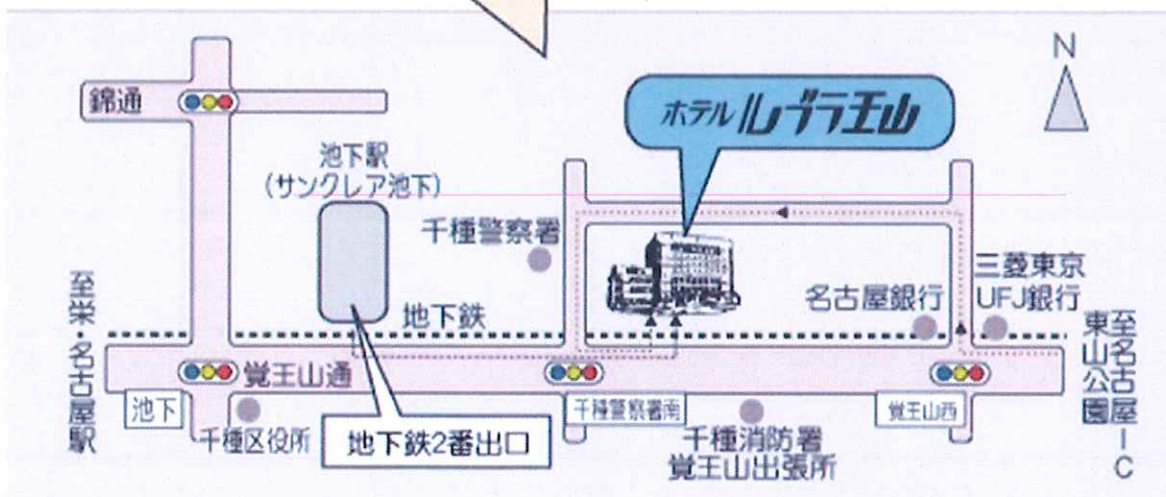 N
錦通
ホテルルブラ王山
池下駅
(サンクレア池下)
千種警察署
三菱東京
UFJ銀行
名古屋銀行
至栄・名古屋駅
地下鉄
至名古屋IC
東山公園
覚王山通
池下
千種区役所
地下鉄2番出口
千種警察署南
千種消防署
覚王山出張所
覚王山西